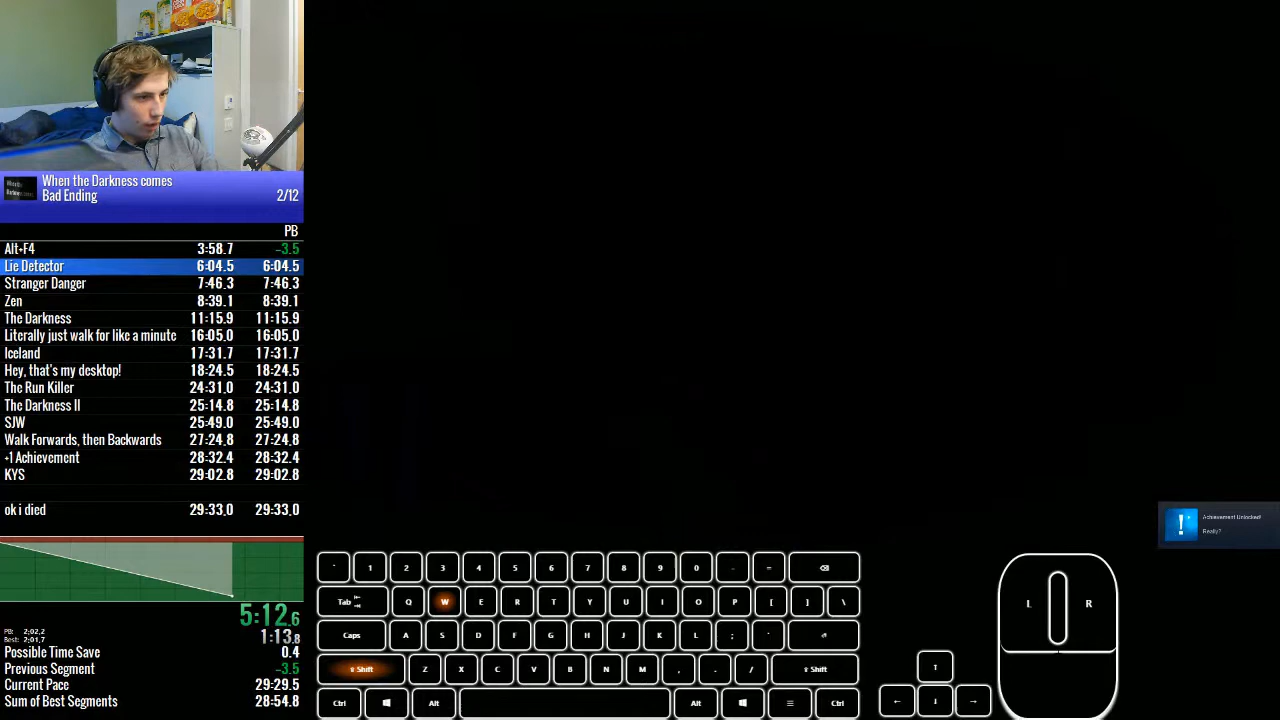 When the Darkness comes
Bad Ending 2/12
PB
Alt+F4 3:58.7 -3.5
Lie Detector 6:04.5 6:04.5
Stranger Danger 7:46.3 7:46.3
Zen 8:39.1 8:39.1
The Darkness 11:15.9 11:15.9
Literally just walk for like a minute 16:05.0 16:05.0
Iceland 17:31.7 17:31.7
Hey, that's my desktop! 18:24.5 18:24.5
The Run Killer 24:31.0 24:31.0
The Darkness II 25:14.8 25:14.8
SJW 25:49.0 25:49.0
Walk Forwards, then Backwards 27:24.8 27:24.8
+1 Achievement 28:32.4 28:32.4
KYS 29:02.8 29:02.8
ok i died 29:33.0 29:33.0
5:12.6
PB: 2:02.2
Best: 2:01.7
1:13.8
Possible Time Save 0.4
Previous Segment -3.5
Current Pace 29:29.5
Sum of Best Segments 28:54.8
Achievement Unlocked!
Really?
` 1 2 3 4 5 6 7 8 9 0 - =
Tab Q W E R T Y U I O P [ ] \
Caps A S D F G H J K L ; '
Shift Z X C V B N M , . / Shift
Ctrl Alt Alt Ctrl
L R